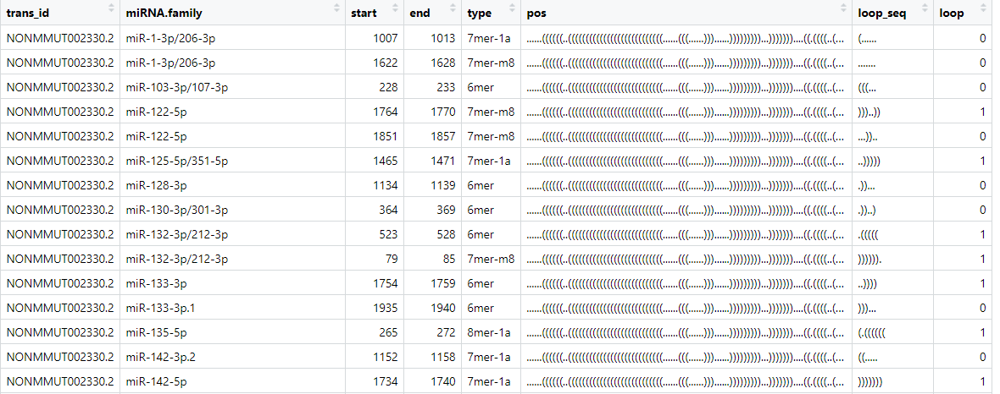 trans_id miRNA.family start end type pos loop_seq loop
NONMMUT002330.2 miR-1-3p/206-3p 1007 1013 7mer-1a ......((((((..((((((((((((((((((((((((((((......(((......)))......)))))))))...)))))))....((.((((..(... (...... 0
NONMMUT002330.2 miR-1-3p/206-3p 1622 1628 7mer-m8 ......((((((..((((((((((((((((((((((((((((......(((......)))......)))))))))...)))))))....((.((((..(... ....... 0
NONMMUT002330.2 miR-103-3p/107-3p 228 233 6mer ......((((((..((((((((((((((((((((((((((((......(((......)))......)))))))))...)))))))....((.((((..(... (((... 0
NONMMUT002330.2 miR-122-5p 1764 1770 7mer-m8 ......((((((..((((((((((((((((((((((((((((......(((......)))......)))))))))...)))))))....((.((((..(... )))..)) 1
NONMMUT002330.2 miR-122-5p 1851 1857 7mer-m8 ......((((((..((((((((((((((((((((((((((((......(((......)))......)))))))))...)))))))....((.((((..(... ...)).. 0
NONMMUT002330.2 miR-125-5p/351-5p 1465 1471 7mer-1a ......((((((..((((((((((((((((((((((((((((......(((......)))......)))))))))...)))))))....((.((((..(... ..))))) 1
NONMMUT002330.2 miR-128-3p 1134 1139 6mer ......((((((..((((((((((((((((((((((((((((......(((......)))......)))))))))...)))))))....((.((((..(... .))... 0
NONMMUT002330.2 miR-130-3p/301-3p 364 369 6mer ......((((((..((((((((((((((((((((((((((((......(((......)))......)))))))))...)))))))....((.((((..(... .))..) 0
NONMMUT002330.2 miR-132-3p/212-3p 523 528 6mer ......((((((..((((((((((((((((((((((((((((......(((......)))......)))))))))...)))))))....((.((((..(... .((((( 1
NONMMUT002330.2 miR-132-3p/212-3p 79 85 7mer-m8 ......((((((..((((((((((((((((((((((((((((......(((......)))......)))))))))...)))))))....((.((((..(... )))))). 1
NONMMUT002330.2 miR-133-3p 1754 1759 6mer ......((((((..((((((((((((((((((((((((((((......(((......)))......)))))))))...)))))))....((.((((..(... ..)))) 1
NONMMUT002330.2 miR-133-3p.1 1935 1940 6mer ......((((((..((((((((((((((((((((((((((((......(((......)))......)))))))))...)))))))....((.((((..(... )))... 0
NONMMUT002330.2 miR-135-5p 265 272 8mer-1a ......((((((..((((((((((((((((((((((((((((......(((......)))......)))))))))...)))))))....((.((((..(... (.(((((( 1
NONMMUT002330.2 miR-142-3p.2 1152 1158 7mer-1a ......((((((..((((((((((((((((((((((((((((......(((......)))......)))))))))...)))))))....((.((((..(... ((..... 0
NONMMUT002330.2 miR-142-5p 1734 1740 7mer-1a ......((((((..((((((((((((((((((((((((((((......(((......)))......)))))))))...)))))))....((.((((..(... ))))))) 1